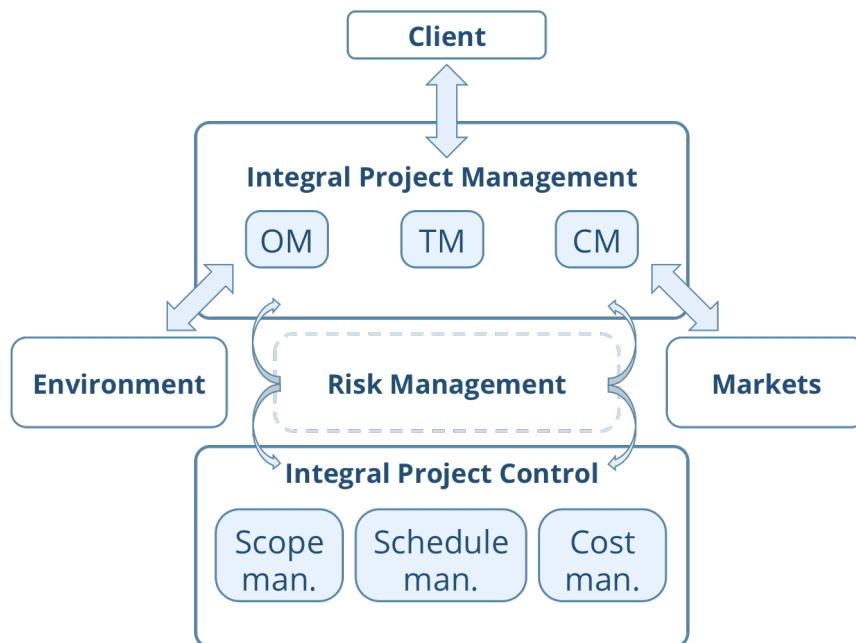 Client
Integral Project Management
OM
TM
CM
Environment
Risk Management
Markets
Integral Project Control
Scope
man.
Schedule
man.
Cost
man.